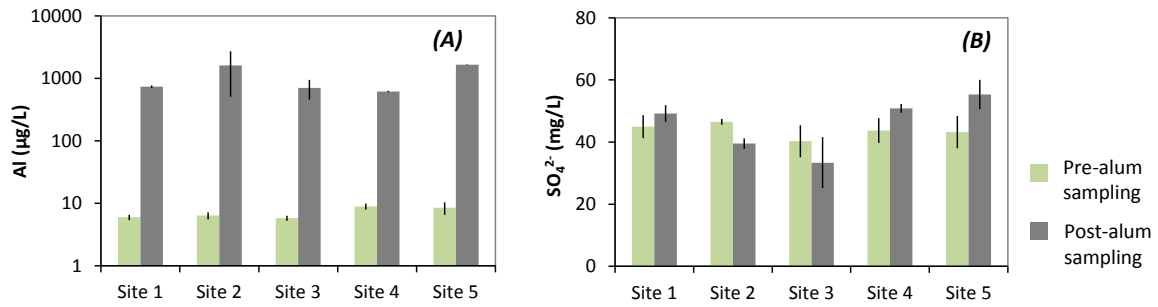 (A)
Al (µg/L)
10000
1000
100
10
1
Site 1 Site 2 Site 3 Site 4 Site 5
(B)
SO₄²⁻ (mg/L)
80
60
40
20
0
Site 1 Site 2 Site 3 Site 4 Site 5
Pre-alum
sampling
Post-alum
sampling